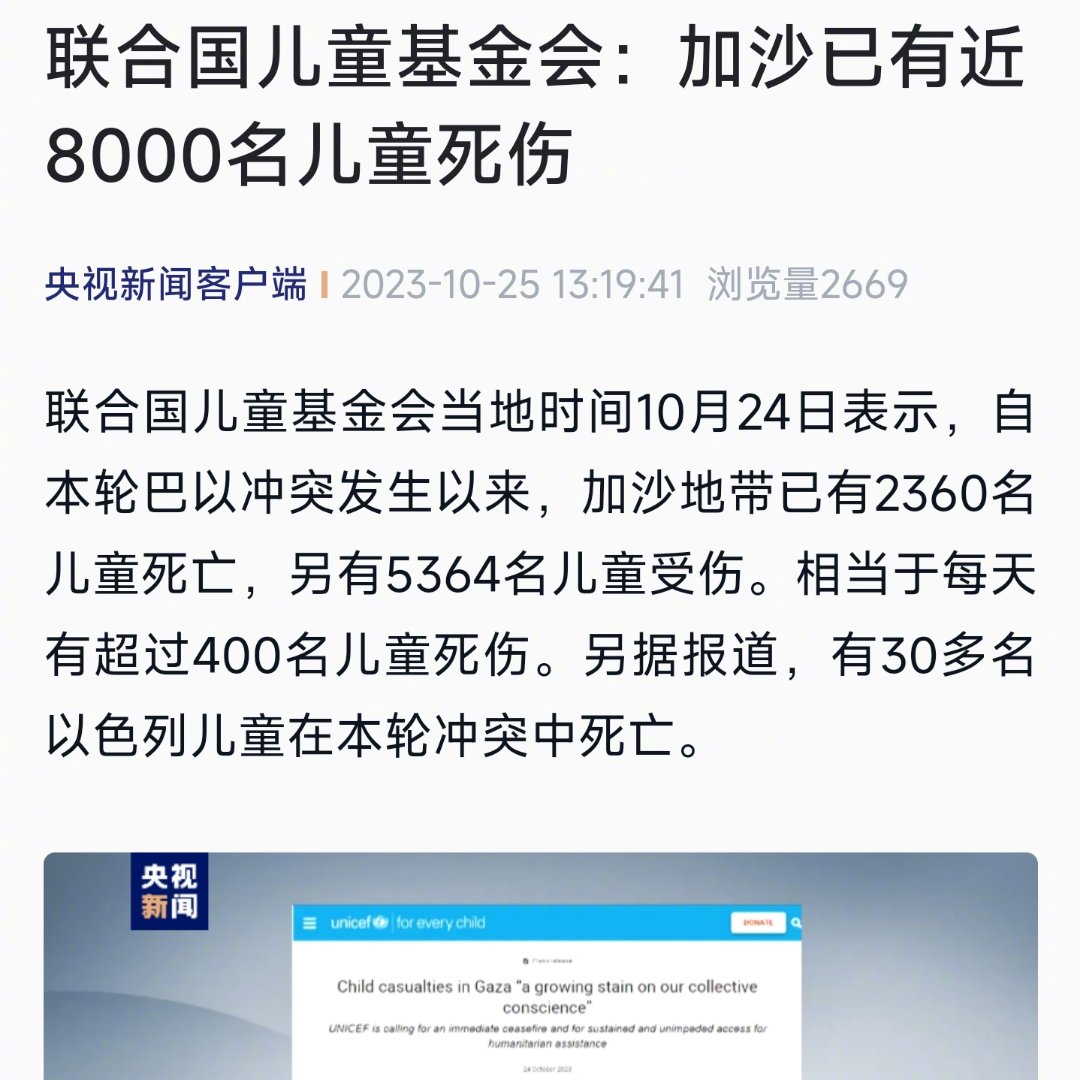 联合国儿童基金会：加沙已有近
8000名儿童死伤
央视新闻客户端 2023-10-25 13:19:41 浏览量2669
联合国儿童基金会当地时间10月24日表示，自
本轮巴以冲突发生以来，加沙地带已有2360名
儿童死亡，另有5364名儿童受伤。相当于每天
有超过400名儿童死伤。另据报道，有30多名
以色列儿童在本轮冲突中死亡。
央视
新闻
unicef for every child
DONATE
Press release
Child casualties in Gaza "a growing stain on our collective
conscience"
UNICEF is calling for an immediate ceasefire and for sustained and unimpeded access for
humanitarian assistance
24 October 2023